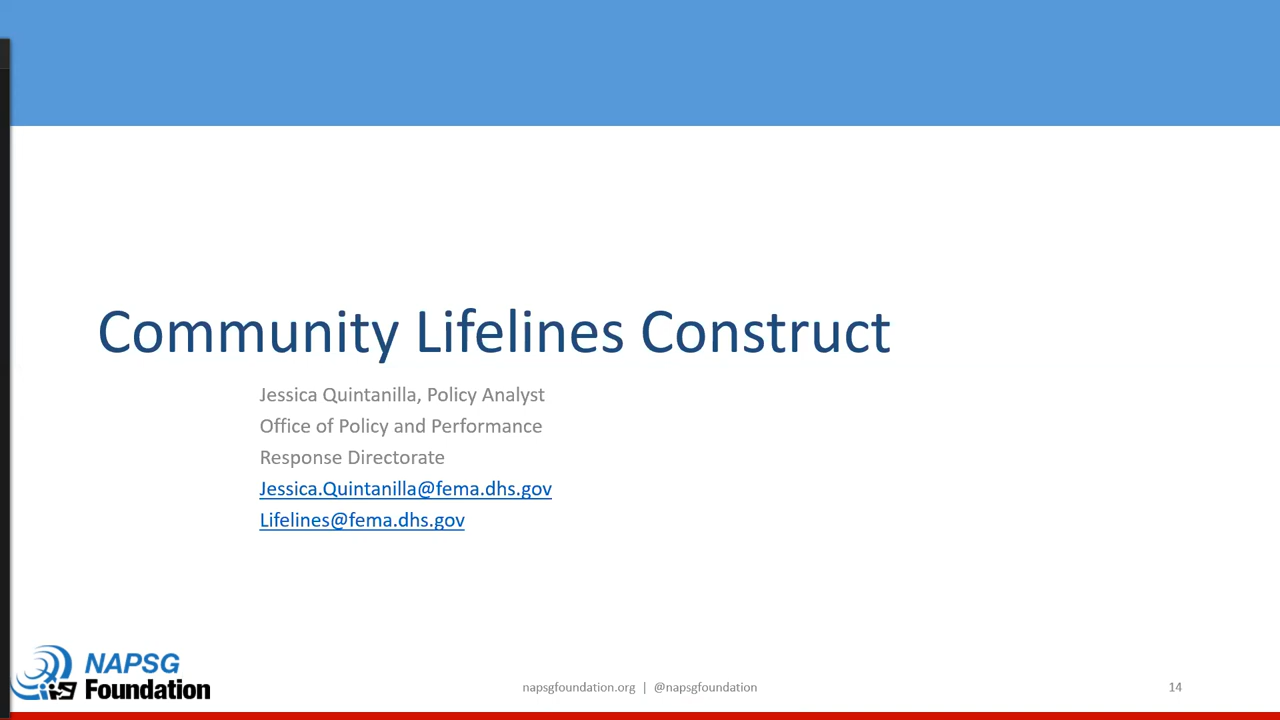 Community Lifelines Construct
Jessica Quintanilla, Policy Analyst
Office of Policy and Performance
Response Directorate
Jessica.Quintanilla@fema.dhs.gov
Lifelines@fema.dhs.gov
NAPSG
Foundation
napsgfoundation.org | @napsgfoundation
14